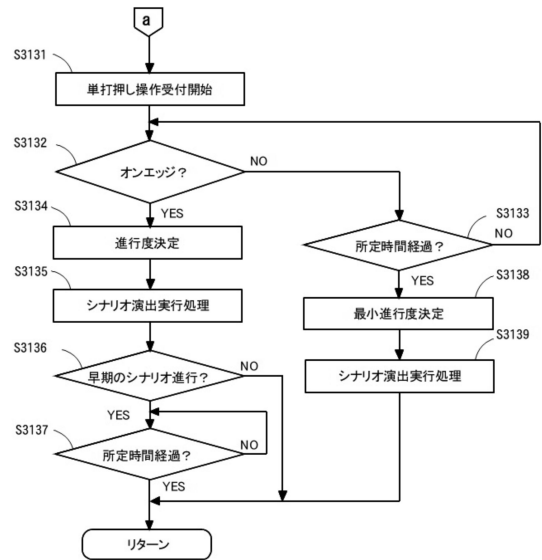 a
S3131
単打押し操作受付開始
S3132
オンエッジ？
NO
YES
S3134
進行度決定
S3133
所定時間経過？
NO
YES
S3135
シナリオ演出実行処理
S3138
最小進行度決定
S3136
早期のシナリオ進行？
NO
YES
S3139
シナリオ演出実行処理
S3137
所定時間経過？
NO
YES
リターン